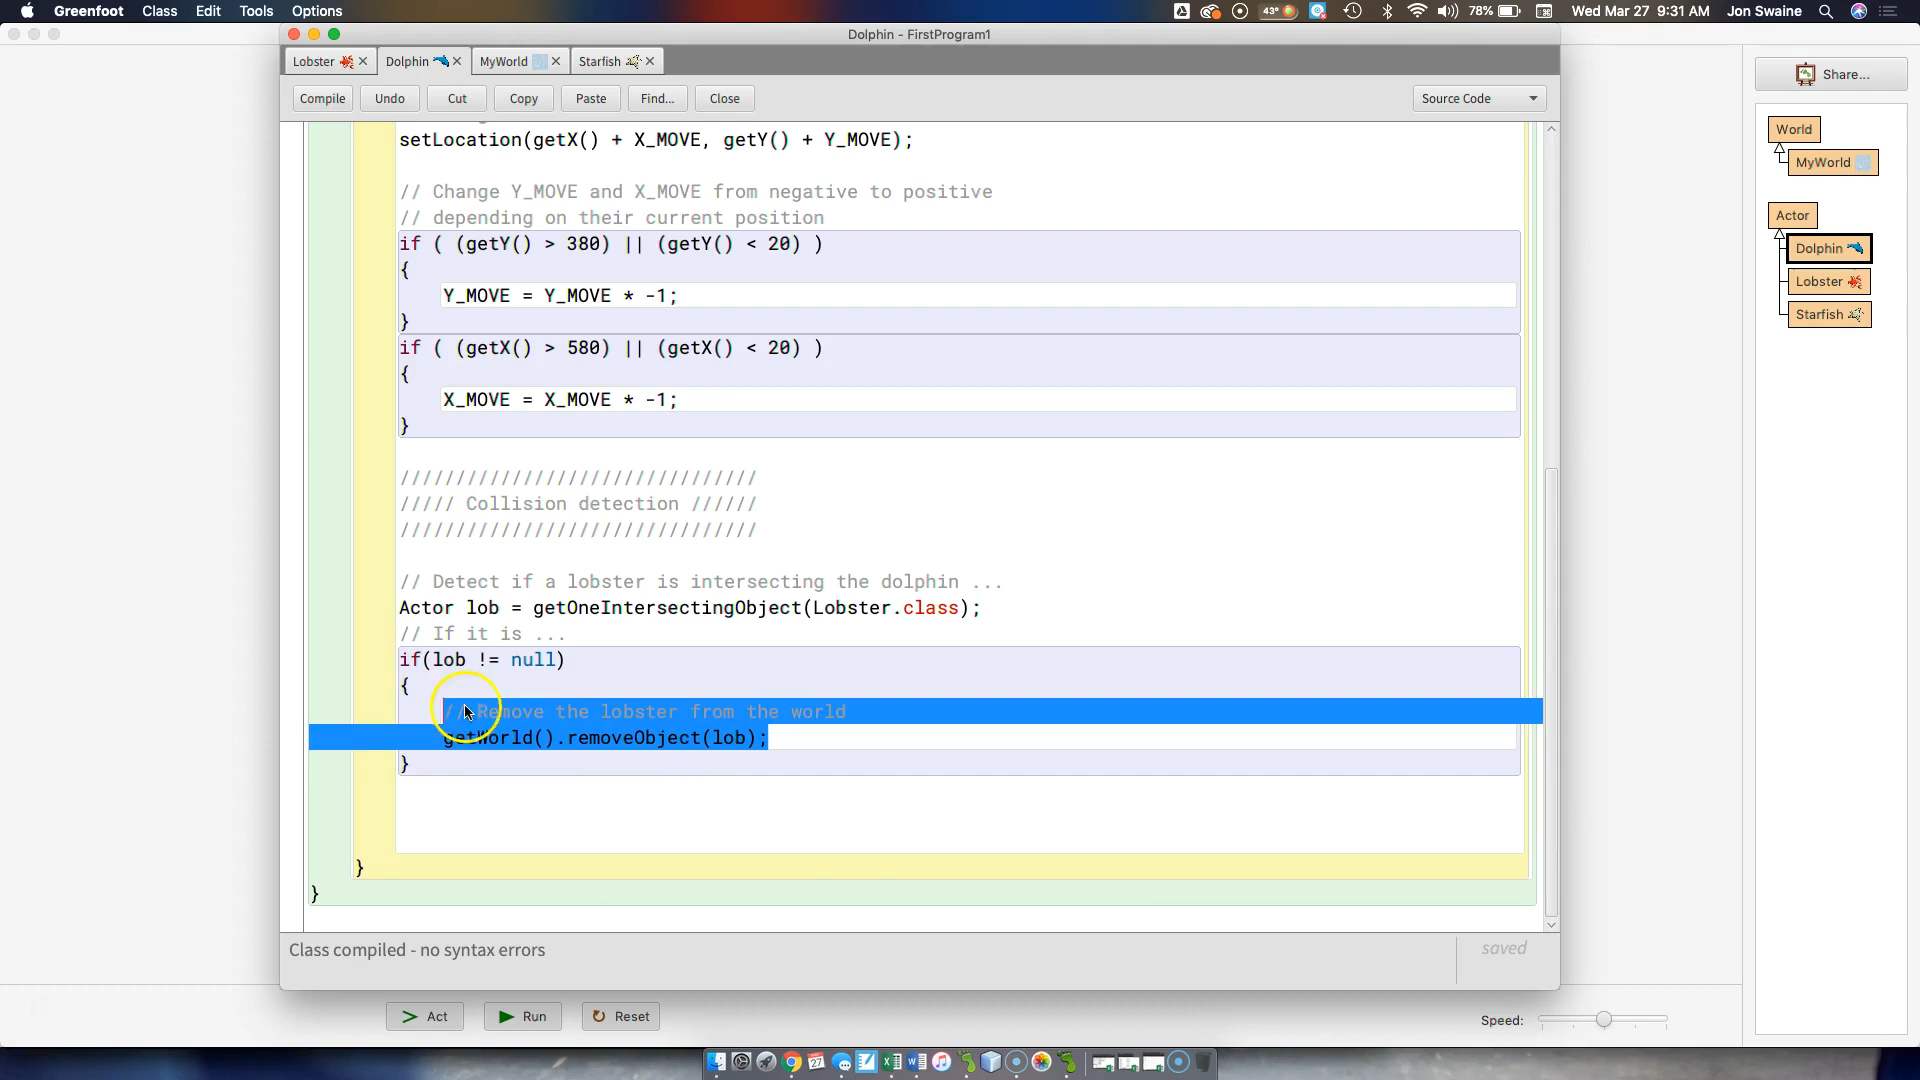 Greenfoot Class Edit Tools Options
43° 78% Wed Mar 27 9:31 AM Jon Swaine
Dolphin - FirstProgram1
Lobster Dolphin MyWorld Starfish
Compile Undo Cut Copy Paste Find... Close Source Code
Share...
setLocation(getX() + X_MOVE, getY() + Y_MOVE);
// Change Y_MOVE and X_MOVE from negative to positive
// depending on their current position
if ( (getY() > 380) || (getY() < 20) )
{
Y_MOVE = Y_MOVE * -1;
}
if ( (getX() > 580) || (getX() < 20) )
{
X_MOVE = X_MOVE * -1;
}
////////////////////////////////
///// Collision detection //////
////////////////////////////////
// Detect if a lobster is intersecting the dolphin ...
Actor lob = getOneIntersectingObject(Lobster.class);
// If it is ...
if(lob != null)
{
// Remove the lobster from the world
getWorld().removeObject(lob);
}
}
}
Class compiled - no syntax errors
saved
World
MyWorld
Actor
Dolphin
Lobster
Starfish
> Act Run Reset Speed:
27